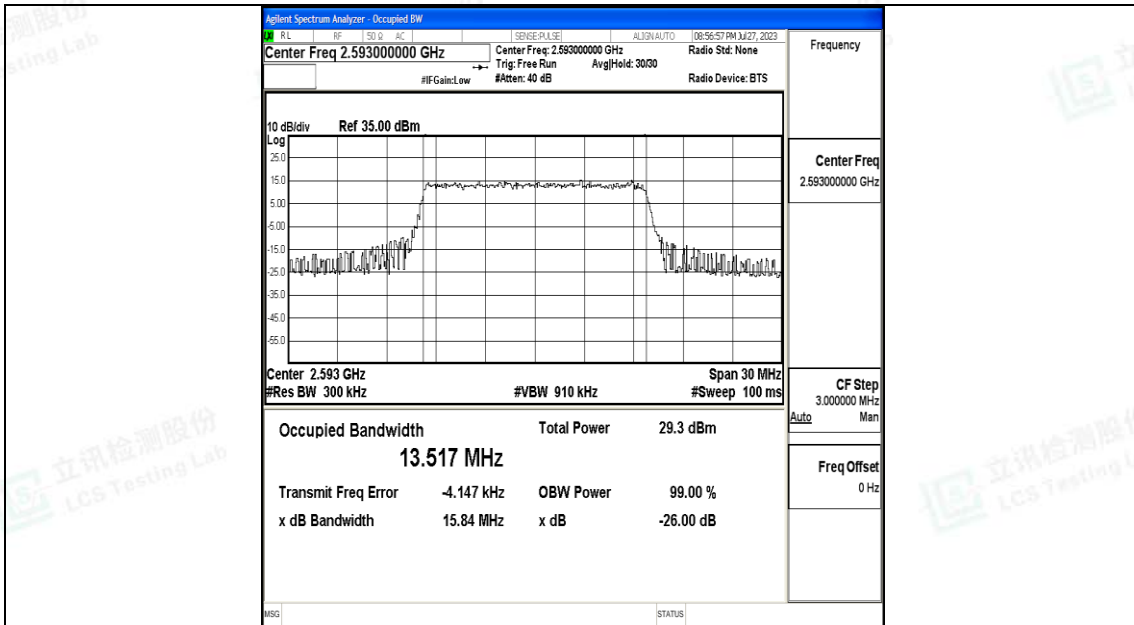 Agilent Spectrum Analyzer - Occupied BW
RL RF 50 Ω AC SENSE:PULSE ALIGN AUTO 08:56:57 PM Jul 27, 2023
Center Freq 2.593000000 GHz
Center Freq: 2.593000000 GHz Radio Std: None
Trig: Free Run Avg|Hold: 30/30
#IFGain:Low #Atten: 40 dB Radio Device: BTS
Frequency
10 dB/div Ref 35.00 dBm
Log
25.0
15.0
5.00
-5.00
-15.0
-25.0
-35.0
-45.0
-55.0
Center 2.593 GHz Span 30 MHz
#Res BW 300 kHz #VBW 910 kHz #Sweep 100 ms
Center Freq
2.593000000 GHz
CF Step
3.000000 MHz
Auto Man
Freq Offset
0 Hz
Occupied Bandwidth Total Power 29.3 dBm
13.517 MHz
Transmit Freq Error -4.147 kHz OBW Power 99.00 %
x dB Bandwidth 15.84 MHz x dB -26.00 dB
MSG STATUS
立讯检测股份
LCS Testing Lab